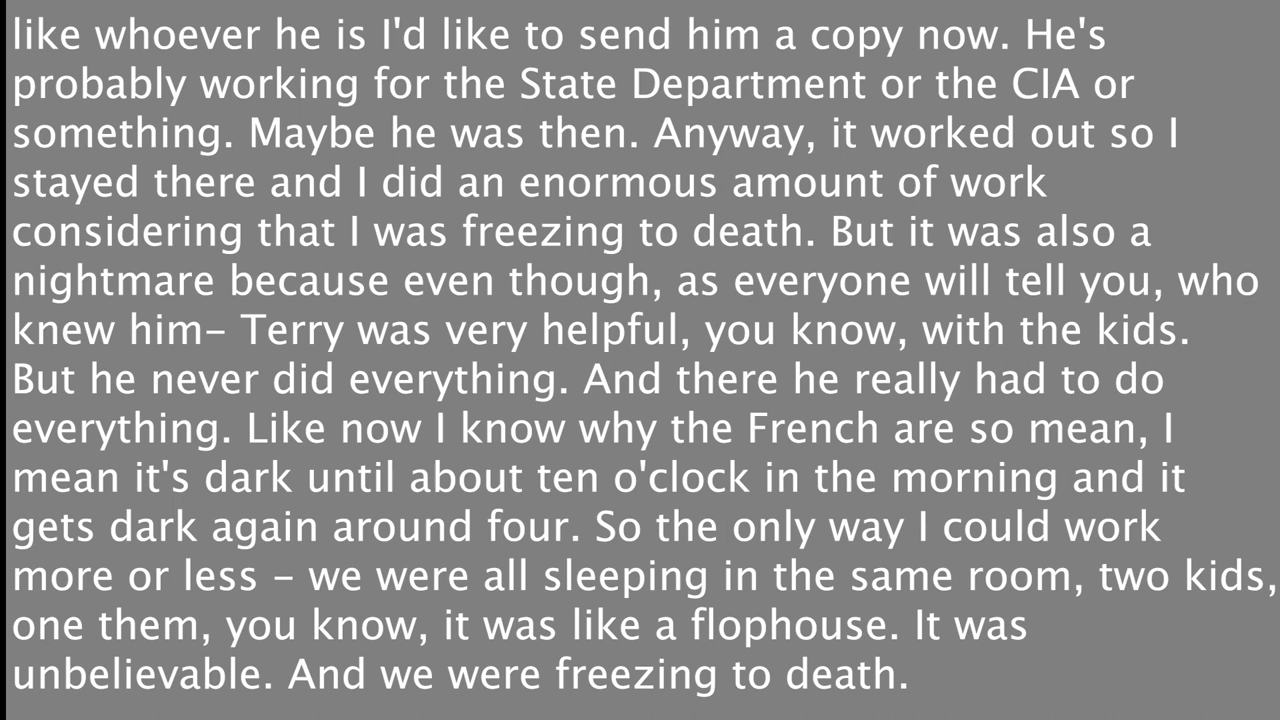 like whoever he is I'd like to send him a copy now. He's
probably working for the State Department or the CIA or
something. Maybe he was then. Anyway, it worked out so I
stayed there and I did an enormous amount of work
considering that I was freezing to death. But it was also a
nightmare because even though, as everyone will tell you, who
knew him– Terry was very helpful, you know, with the kids.
But he never did everything. And there he really had to do
everything. Like now I know why the French are so mean, I
mean it's dark until about ten o'clock in the morning and it
gets dark again around four. So the only way I could work
more or less – we were all sleeping in the same room, two kids,
one them, you know, it was like a flophouse. It was
unbelievable. And we were freezing to death.